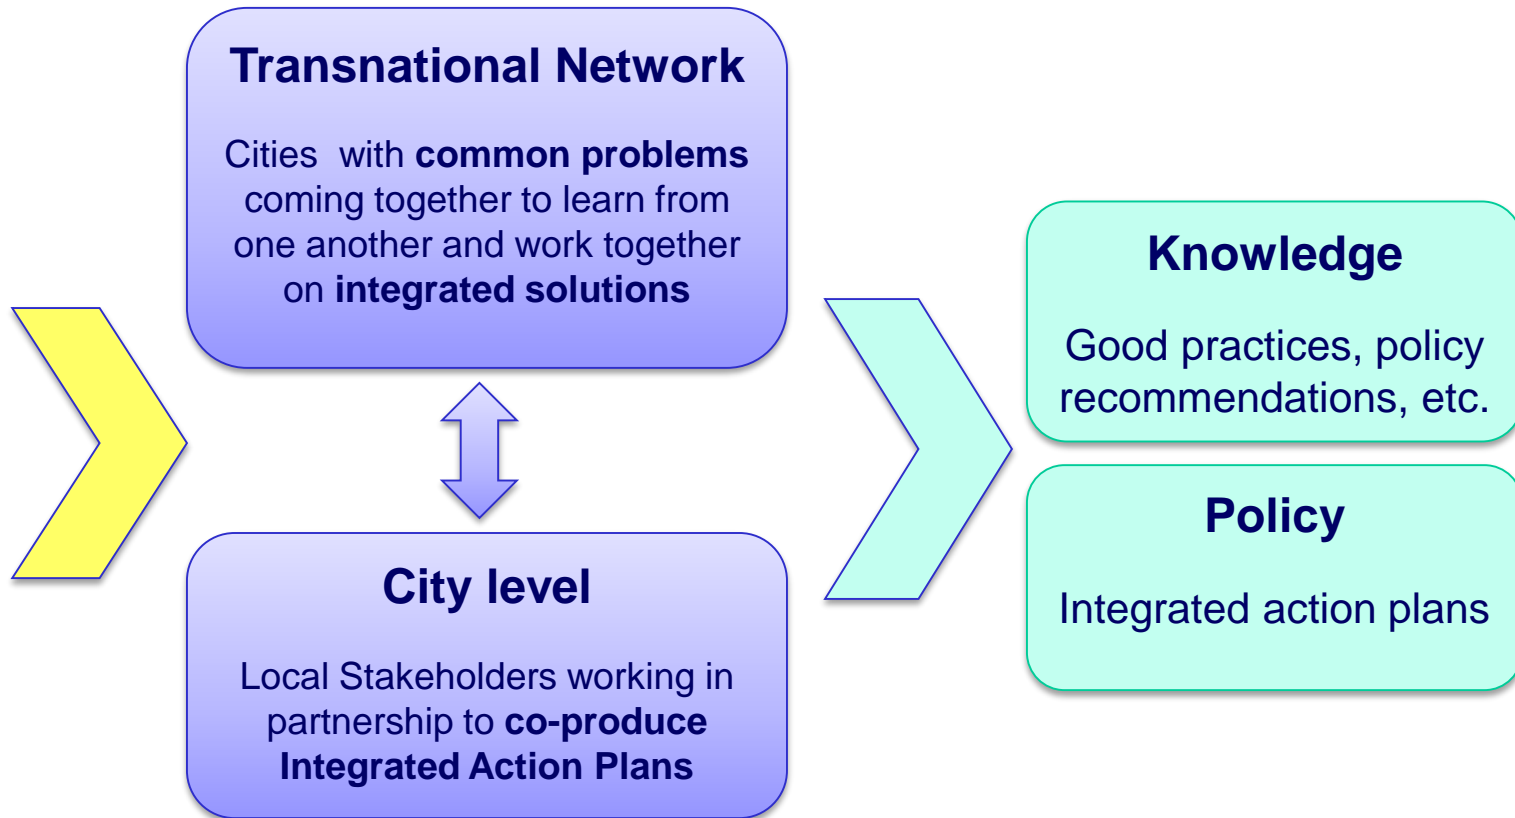 Transnational Network
Cities  with common problems
coming together to learn from
one another and work together
on integrated solutions
City level
Local Stakeholders working in
partnership to co-produce
Integrated Action Plans
Knowledge
Good practices, policy
recommendations, etc.
Policy
Integrated action plans